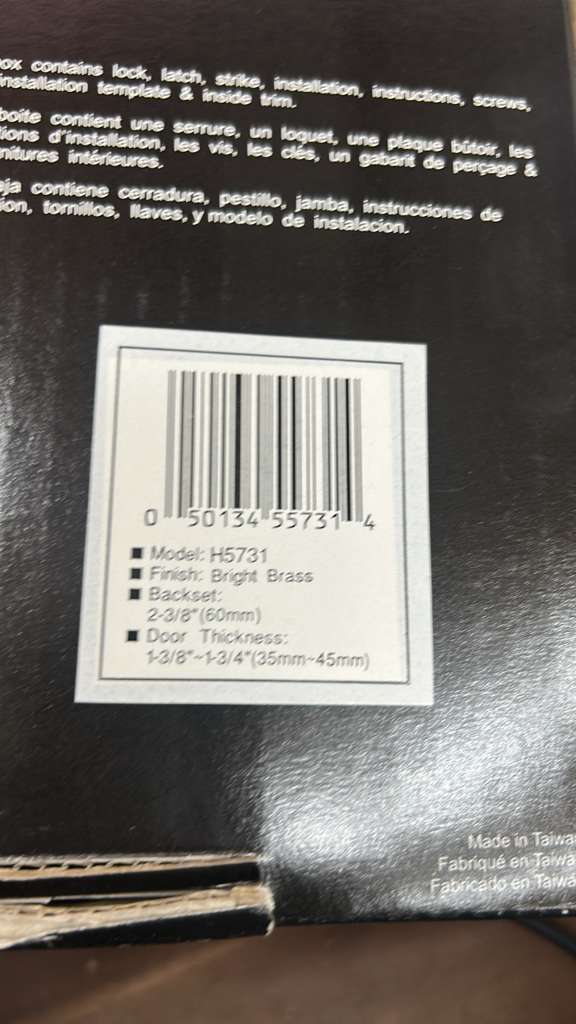 ox contains lock, latch, strike, installation, instructions, screws,
installation template & inside trim.
boite contient une serrure, un loquet, une plaque bûtoir, les
tions d'installation, les vis, les clés, un gabarit de perçage &
nitures intérieures.
aja contiene cerradura, pestillo, jamba, instrucciones de
ion, tornillos, llaves, y modelo de instalacion.
0 50134 55731 4
■ Model: H5731
■ Finish: Bright Brass
■ Backset:
2-3/8"(60mm)
■ Door Thickness:
1-3/8"~1-3/4"(35mm~45mm)
Made in Taiwa
Fabriqué en Taiwa
Fabricado en Taiwa